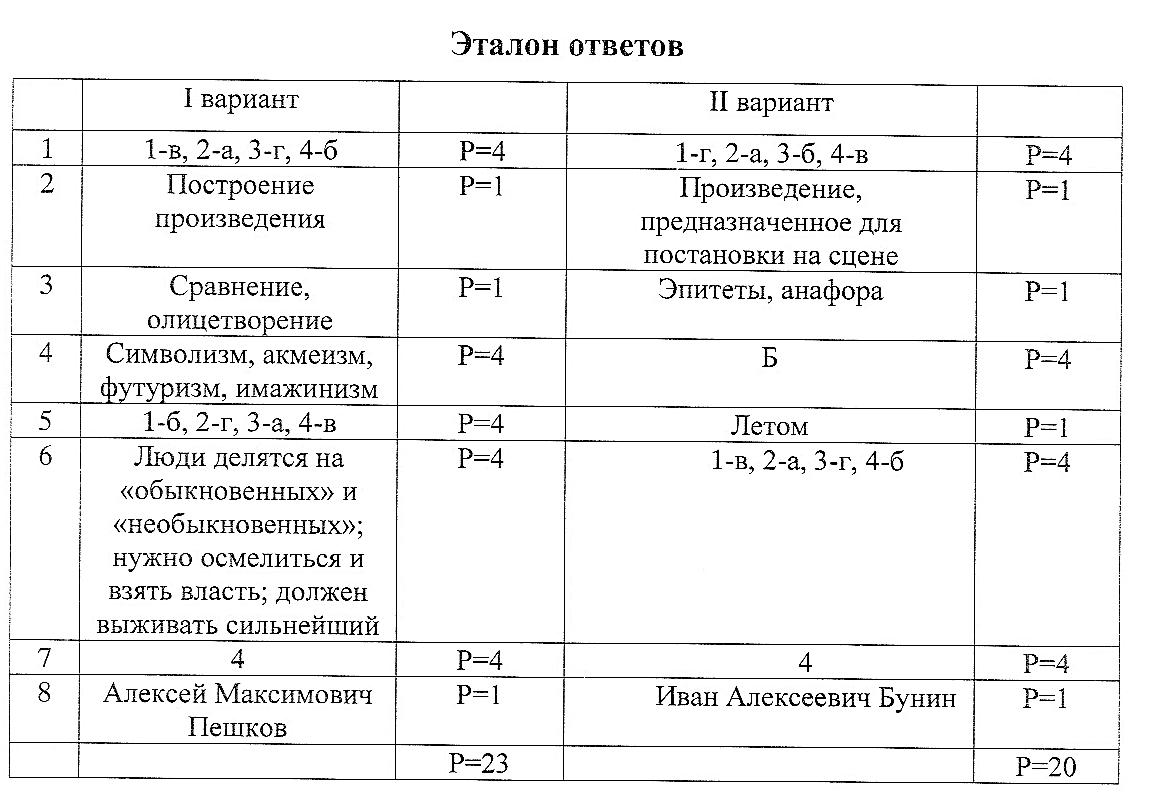 Эталон ответов
I вариант II вариант
1 1-в, 2-а, 3-г, 4-б Р=4 1-г, 2-а, 3-б, 4-в Р=4
2 Построение Р=1 Произведение, Р=1
произведения предназначенное для
постановки на сцене
3 Сравнение, Р=1 Эпитеты, анафора Р=1
олицетворение
4 Символизм, акмеизм, Р=4 Б Р=4
футуризм, имажинизм
5 1-б, 2-г, 3-а, 4-в Р=4 Летом Р=1
6 Люди делятся на Р=4 1-в, 2-а, 3-г, 4-б Р=4
«обыкновенных» и
«необыкновенных»;
нужно осмелиться и
взять власть; должен
выживать сильнейший
7 4 Р=4 4 Р=4
8 Алексей Максимович Р=1 Иван Алексеевич Бунин Р=1
Пешков
Р=23 Р=20